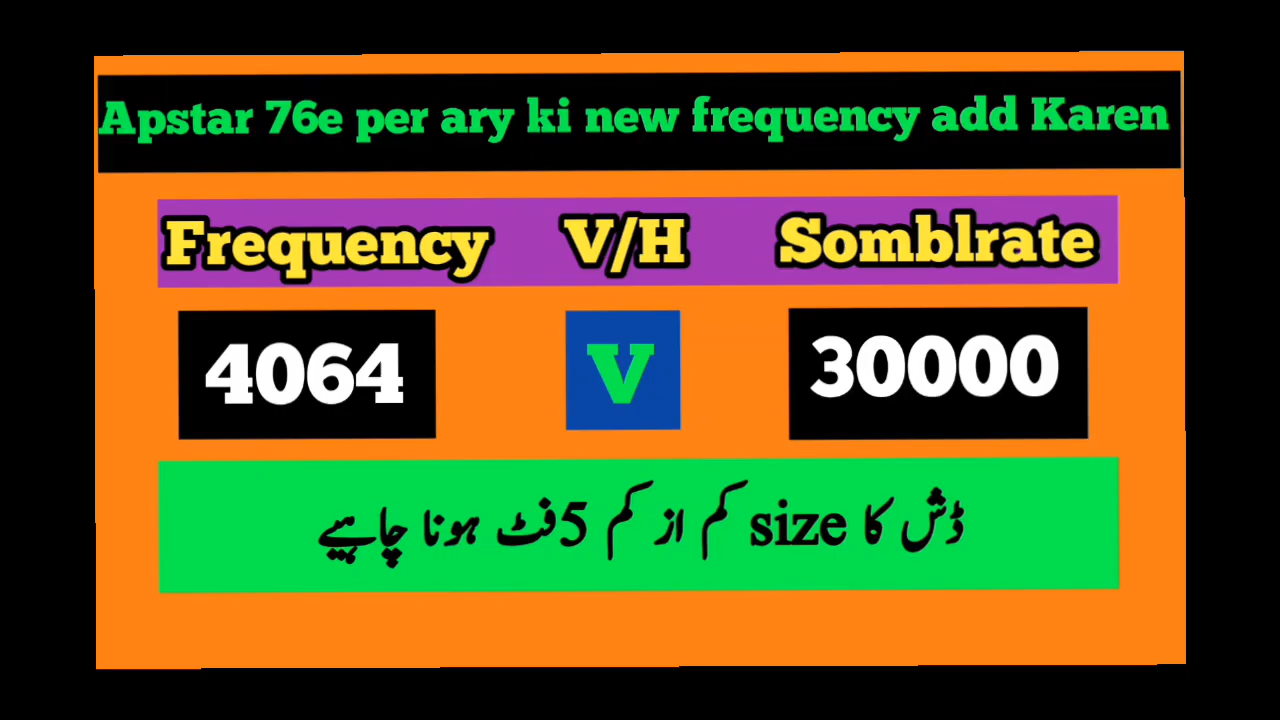 Apstar 76e per ary ki new frequency add Karen
Frequency V/H Somblrate
4064 V 30000
ڈش کا size کم از کم 5فٹ ہونا چاہیے